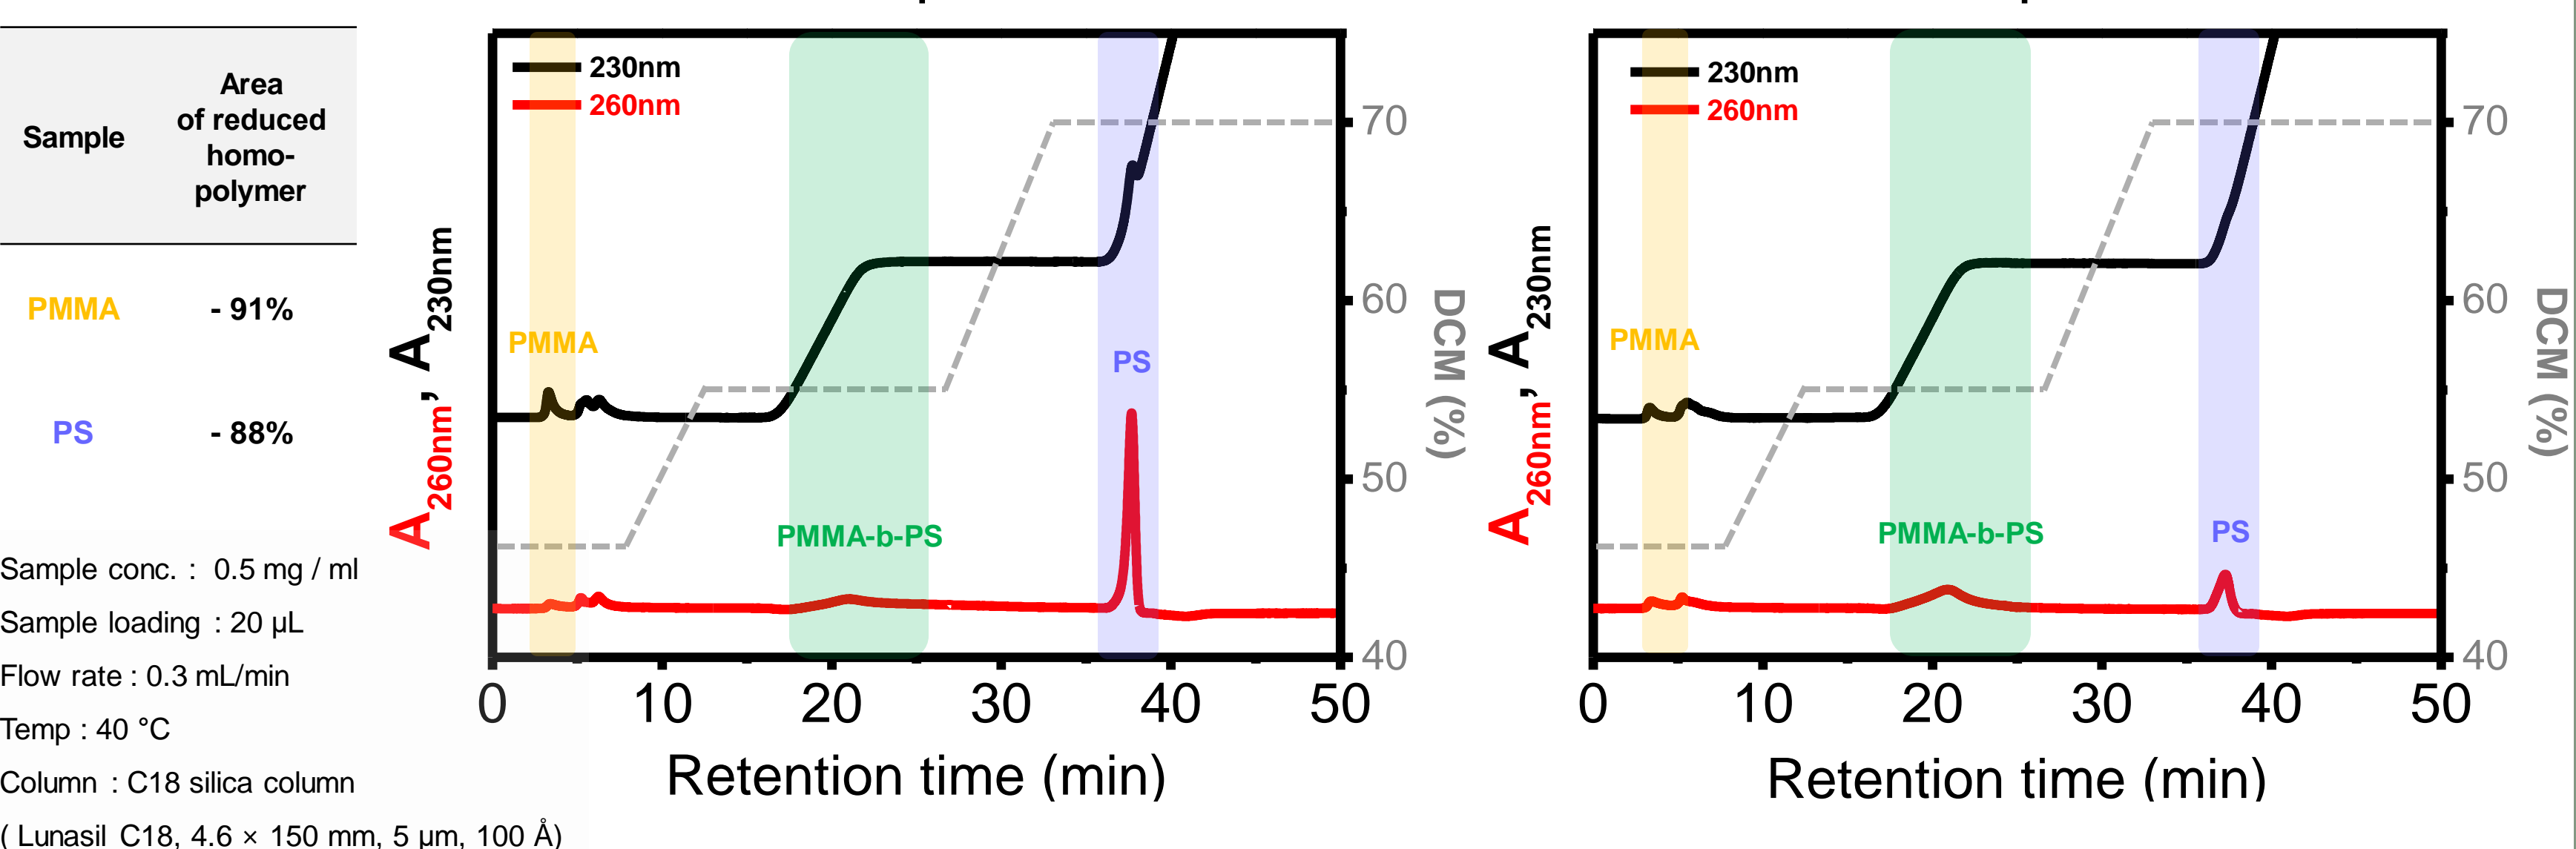 Sample
Area
of reduced
homo-
polymer
PMMA
- 91%
PS
- 88%
Sample conc. : 0.5 mg / ml
Sample loading : 20 µL
Flow rate : 0.3 mL/min
Temp : 40 °C
Column : C18 silica column
( Lunasil C18, 4.6 × 150 mm, 5 µm, 100 Å)
230nm
260nm
PMMA
PMMA-b-PS
PS
A260nm, A230nm
70
60
50
40
DCM (%)
0 10 20 30 40 50
Retention time (min)
230nm
260nm
PMMA
PMMA-b-PS
PS
A260nm, A230nm
70
60
50
40
DCM (%)
0 10 20 30 40 50
Retention time (min)